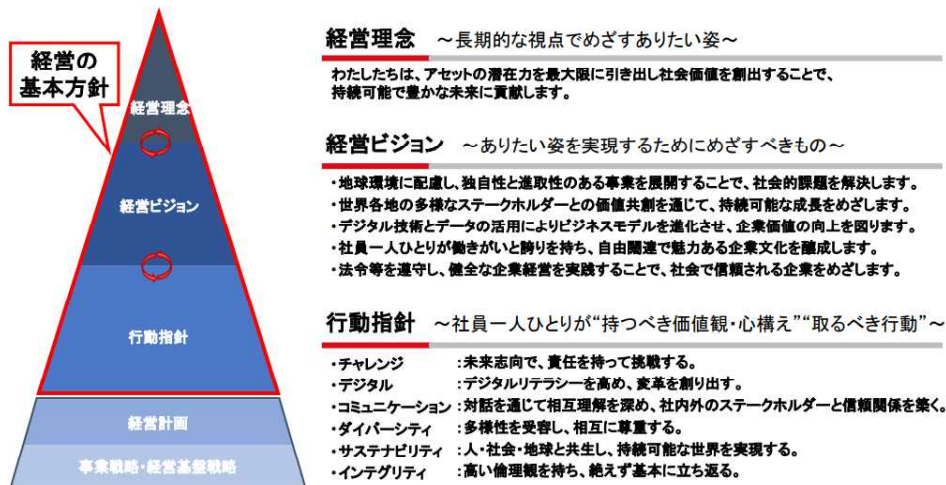 経営の
基本方針
経営理念
経営ビジョン
行動指針
経営計画
事業戦略・経営基盤戦略
経営理念 ～長期的な視点でめざすありたい姿～
わたしたちは、アセットの潜在力を最大限に引き出し社会価値を創出することで、
持続可能で豊かな未来に貢献します。
経営ビジョン ～ありたい姿を実現するためにめざすべきもの～
・地球環境に配慮し、独自性と進取性のある事業を展開することで、社会的課題を解決します。
・世界各地の多様なステークホルダーとの価値共創を通じて、持続可能な成長をめざします。
・デジタル技術とデータの活用によりビジネスモデルを進化させ、企業価値の向上を図ります。
・社員一人ひとりが働きがいと誇りを持ち、自由闊達で魅力ある企業文化を醸成します。
・法令等を遵守し、健全な企業経営を実践することで、社会で信頼される企業をめざします。
行動指針 ～社員一人ひとりが“持つべき価値観・心構え”“取るべき行動”～
・チャレンジ :未来志向で、責任を持って挑戦する。
・デジタル :デジタルリテラシーを高め、変革を創り出す。
・コミュニケーション :対話を通じて相互理解を深め、社内外のステークホルダーと信頼関係を築く。
・ダイバーシティ :多様性を受容し、相互に尊重する。
・サステナビリティ :人・社会・地球と共生し、持続可能な世界を実現する。
・インテグリティ :高い倫理観を持ち、絶えず基本に立ち返る。